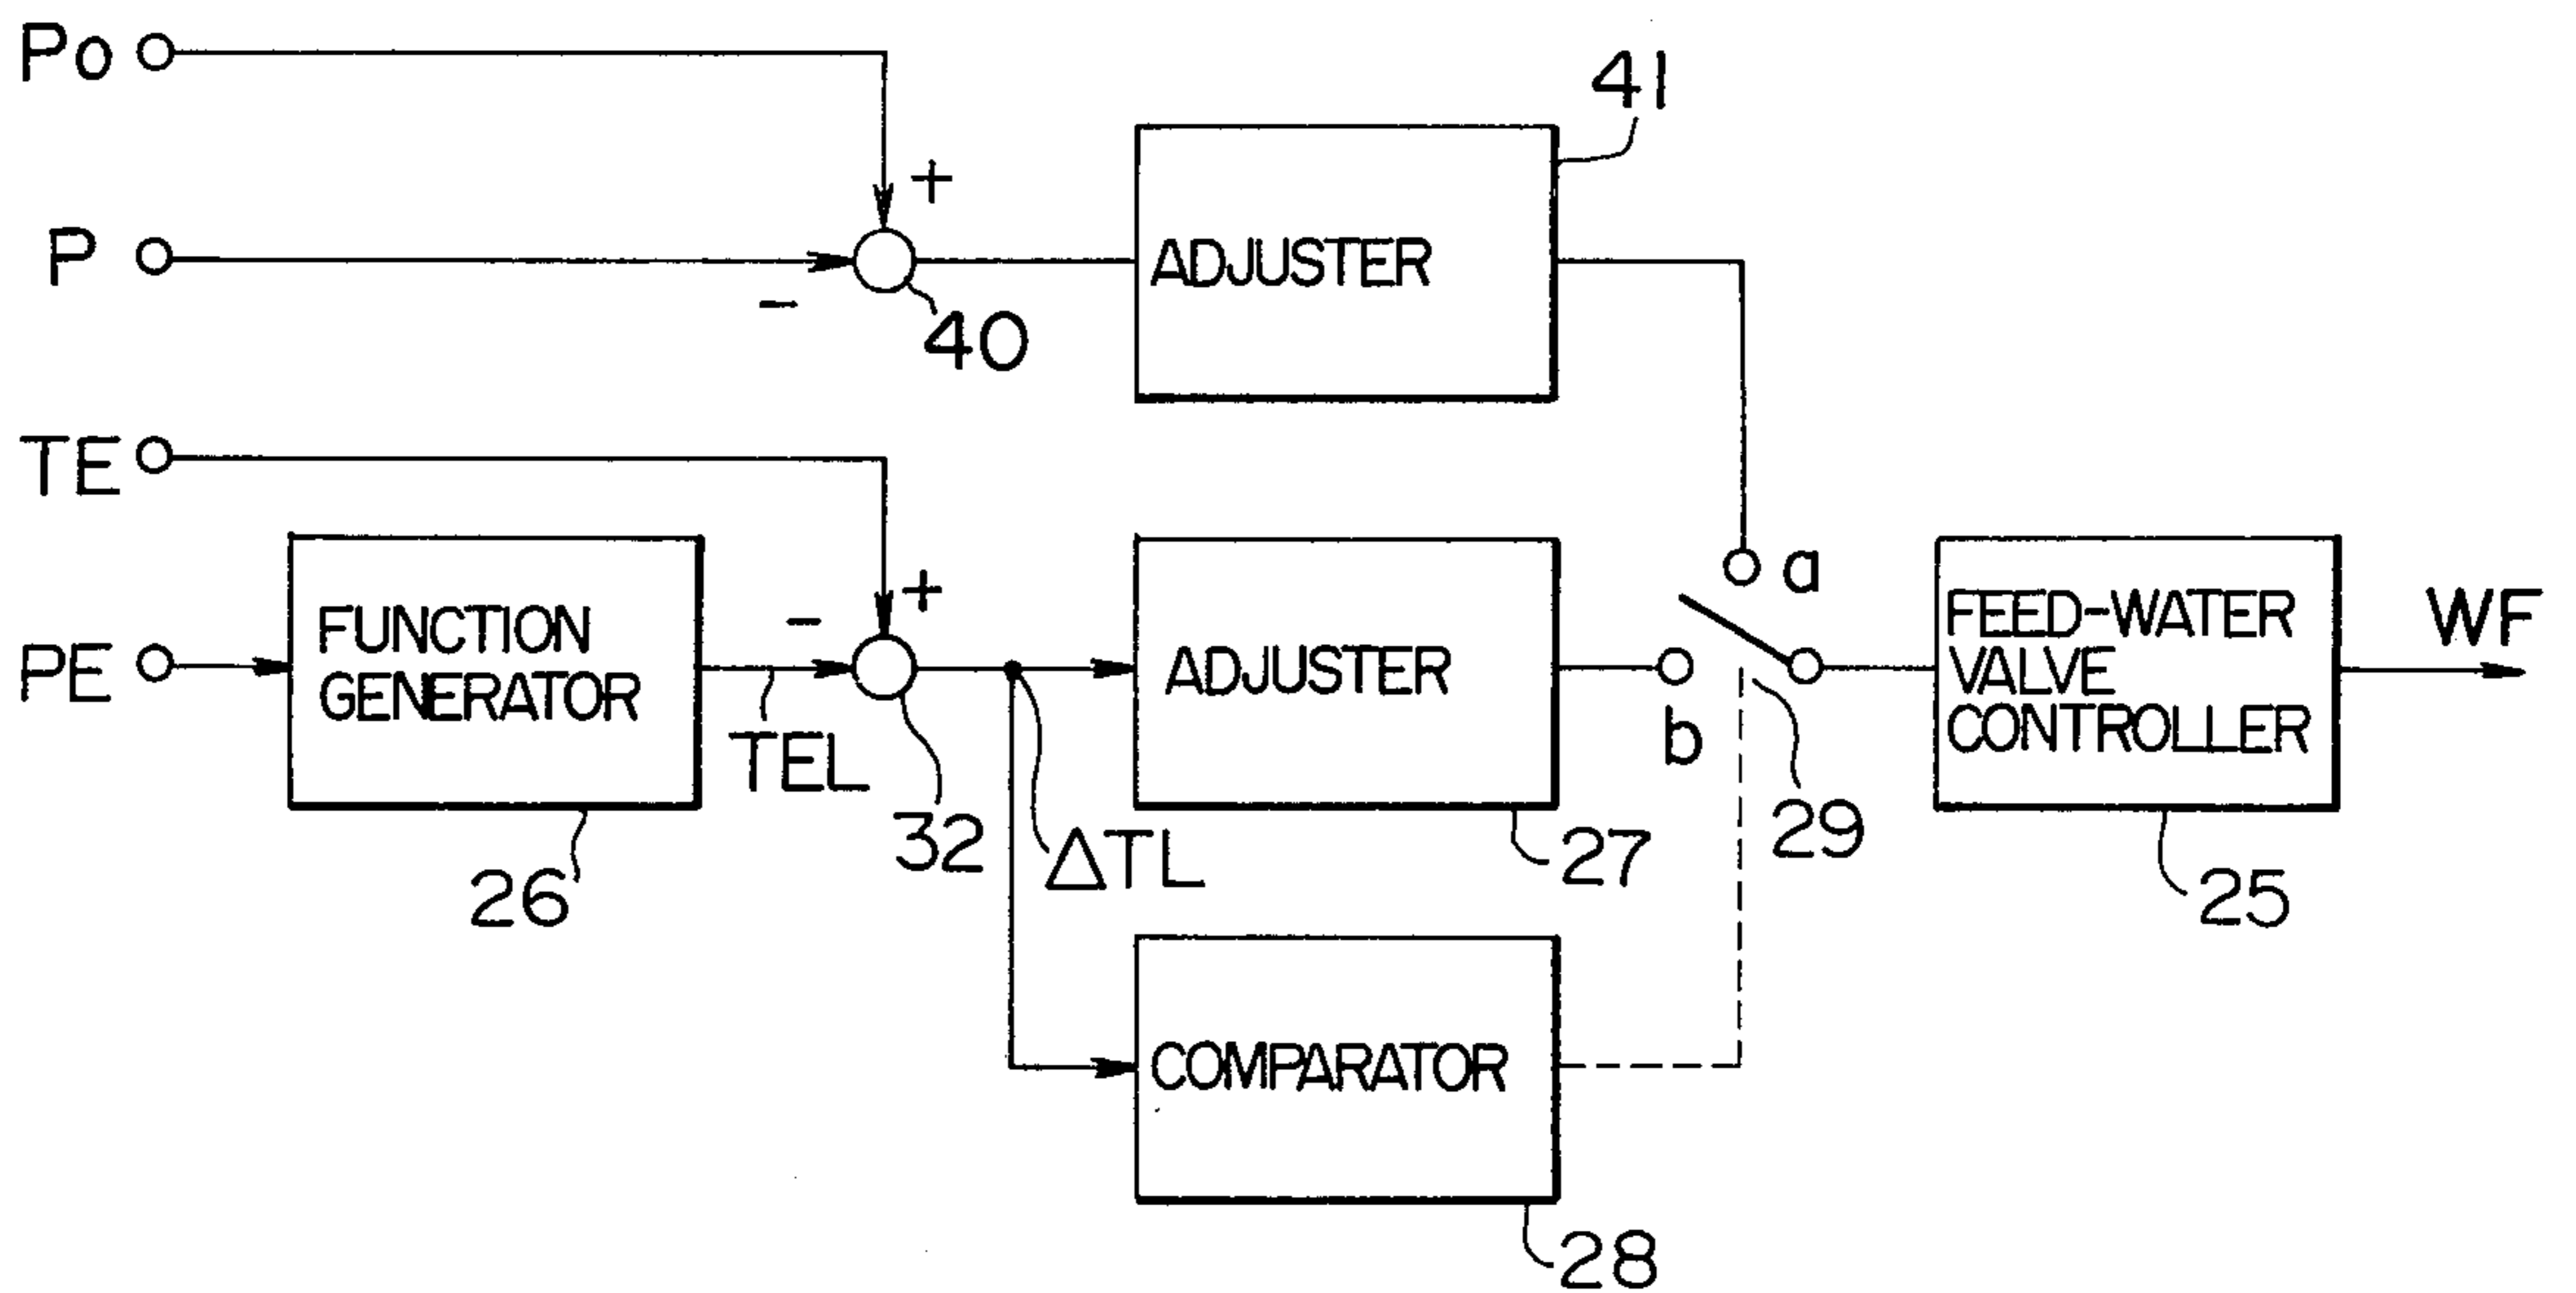 Po
41
+
P
ADJUSTER
-
40
TE
a
+
-
FUNCTION
GENERATOR
PE
TEL
ADJUSTER
b
FEED-WATER
VALVE
CONTROLLER
WF
32
ΔTL
27
29
26
25
COMPARATOR
28